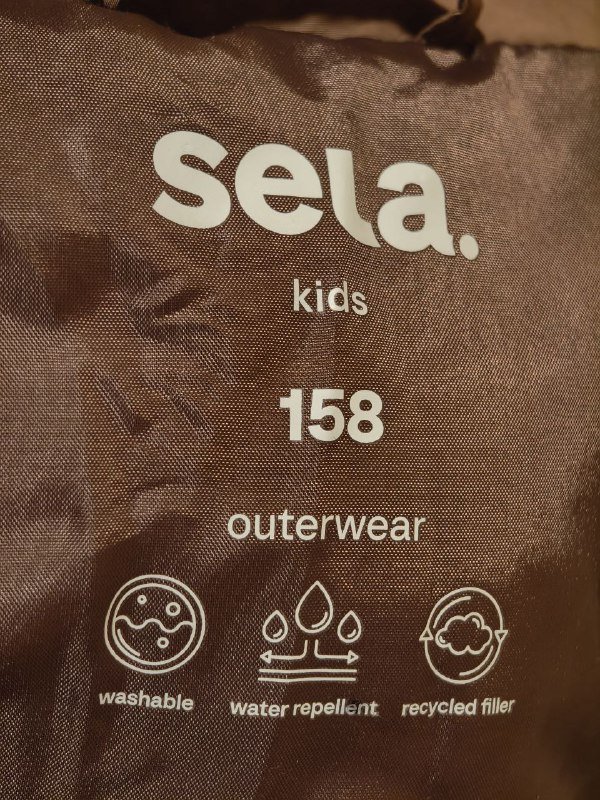 sela.
kids
158
outerwear
washable
water repellent
recycled filler